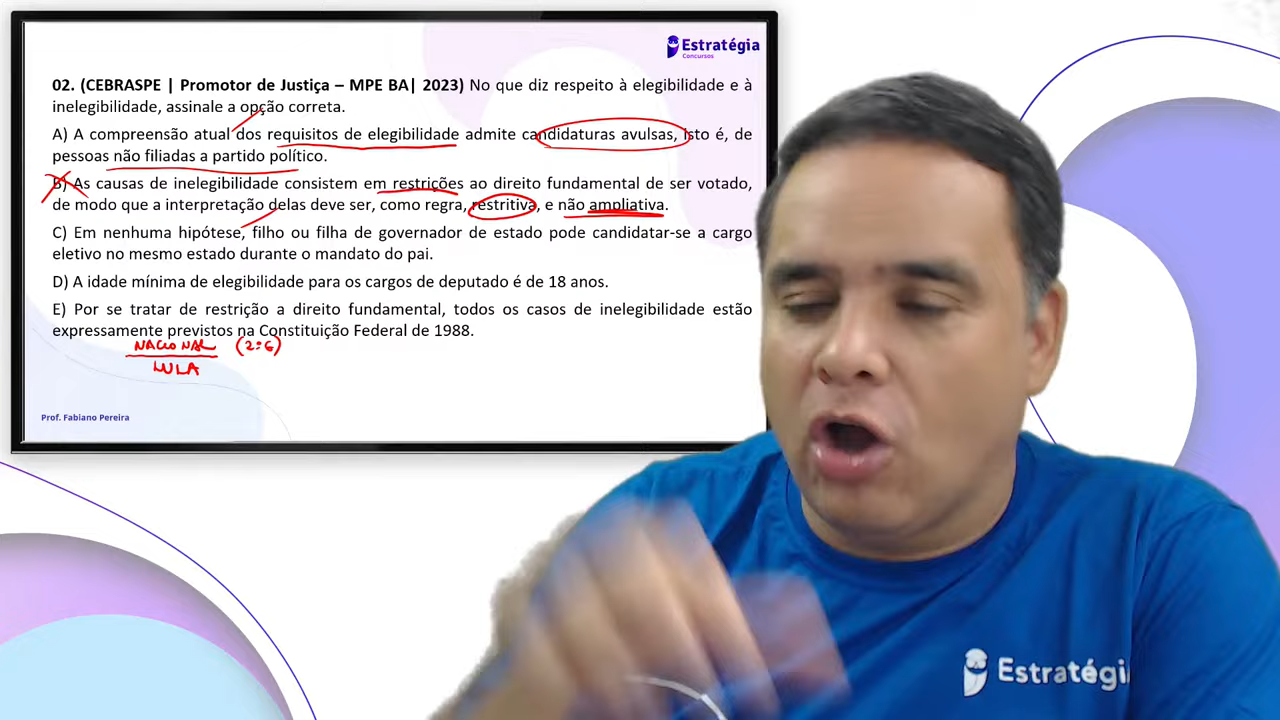 Estratégia
Concursos
02. (CEBRASPE | Promotor de Justiça – MPE BA| 2023) No que diz respeito à elegibilidade e à
inelegibilidade, assinale a opção correta.
A) A compreensão atual dos requisitos de elegibilidade admite candidaturas avulsas, isto é, de
pessoas não filiadas a partido político.
B) As causas de inelegibilidade consistem em restrições ao direito fundamental de ser votado,
de modo que a interpretação delas deve ser, como regra, restritiva, e não ampliativa.
C) Em nenhuma hipótese, filho ou filha de governador de estado pode candidatar-se a cargo
eletivo no mesmo estado durante o mandato do pai.
D) A idade mínima de elegibilidade para os cargos de deputado é de 18 anos.
E) Por se tratar de restrição a direito fundamental, todos os casos de inelegibilidade estão
expressamente previstos na Constituição Federal de 1988.
NACIONAL
LULA
Prof. Fabiano Pereira
Estratégi